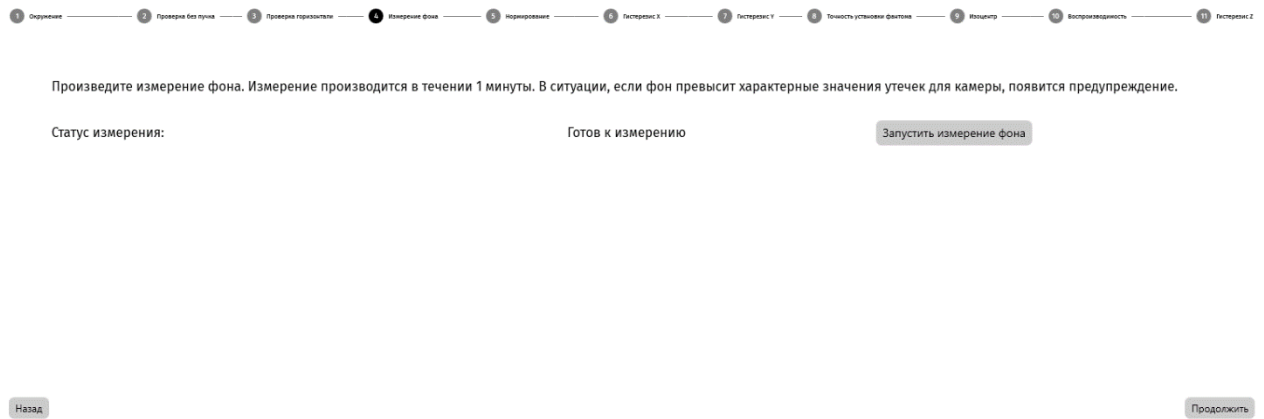 1 Окружение 2 Проверка без пучка 3 Проверка горизонтали 4 Измерение фона 5 Нормирование 6 Гистерезис X 7 Гистерезис Y 8 Точность установки фантома 9 Изоцентр 10 Воспроизводимость 11 Гистерезис Z
Произведите измерение фона. Измерение производится в течении 1 минуты. В ситуации, если фон превысит характерные значения утечек для камеры, появится предупреждение.
Статус измерения: Готов к измерению Запустить измерение фона
Назад Продолжить